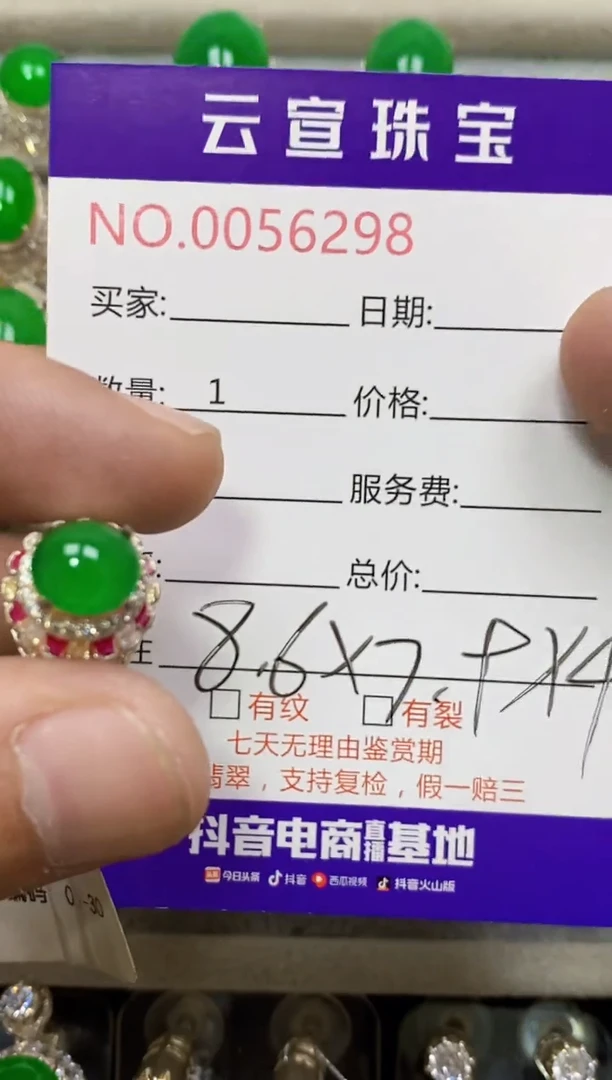 云宣珠宝
NO.0056298
买家: 日期:
数量: 1 价格:
服务费:
总价:
8.6X7.9X4
有纹 有裂
七天无理由鉴赏期
翡翠，支持复检，假一赔三
抖音电商直播基地
今日头条 抖音 西瓜视频 抖音火山版